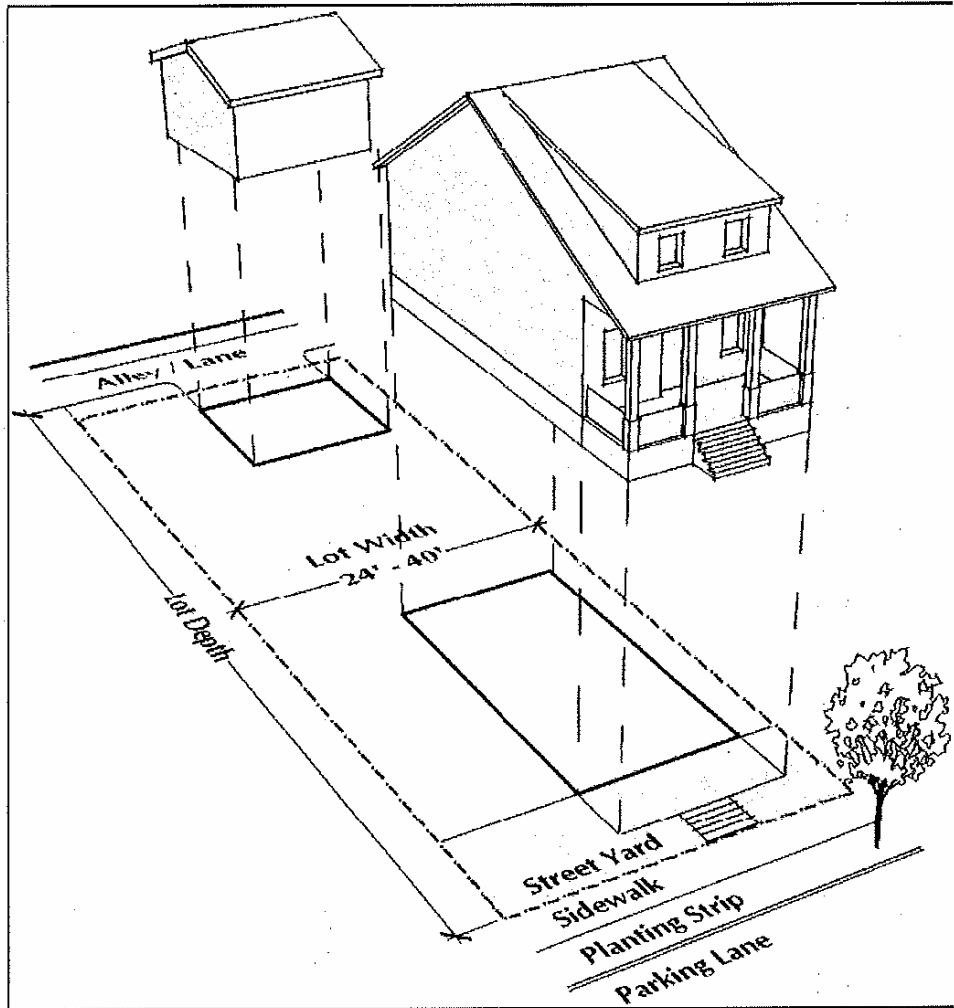 Alley / Lane
Lot Width
24' - 40'
Lot Depth
Street Yard
Sidewalk
Planting Strip
Parking Lane